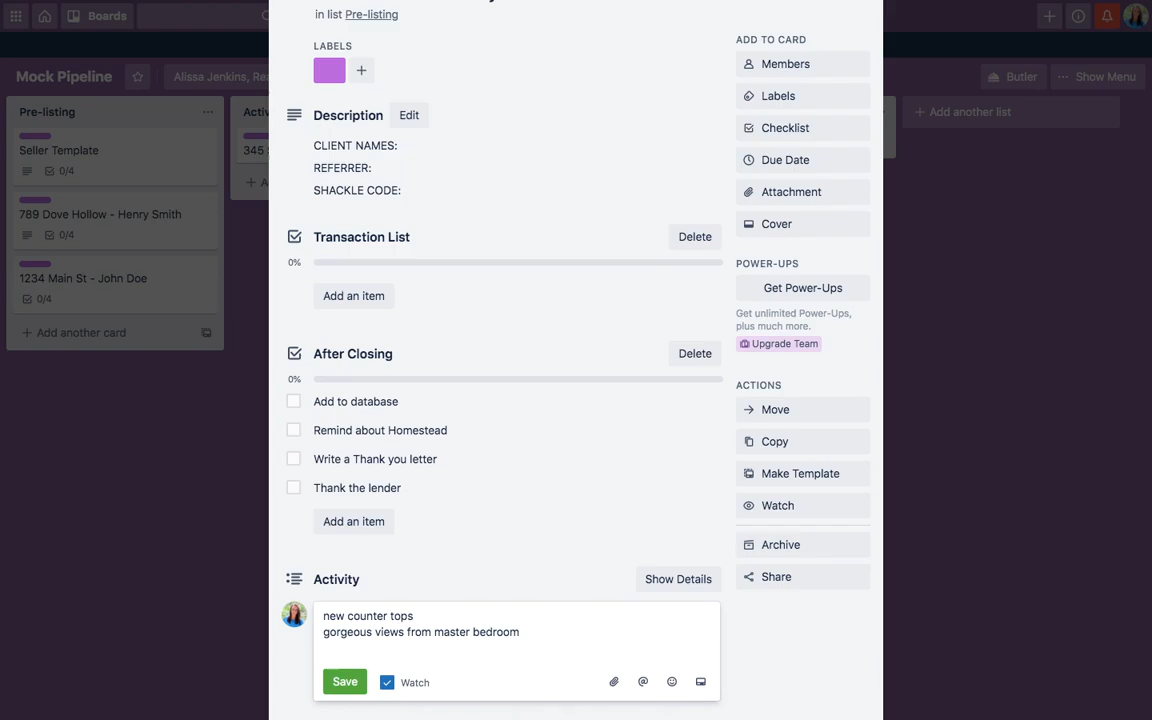 Boards
in list Pre-listing
Mock Pipeline
Alissa Jenkins,
Butler
Show Menu
Pre-listing
Seller Template
0/4
789 Dove Hollow - Henry Smith
0/4
1234 Main St - John Doe
0/4
Add another card
345
Add another list
LABELS
Description
Edit
CLIENT NAMES:
REFERRER:
SHACKLE CODE:
Transaction List
Delete
0%
Add an item
After Closing
Delete
0%
Add to database
Remind about Homestead
Write a Thank you letter
Thank the lender
Add an item
Activity
Show Details
new counter tops
gorgeous views from master bedroom
Save
Watch
ADD TO CARD
Members
Labels
Checklist
Due Date
Attachment
Cover
POWER-UPS
Get Power-Ups
Get unlimited Power-Ups,
plus much more.
Upgrade Team
ACTIONS
Move
Copy
Make Template
Watch
Archive
Share